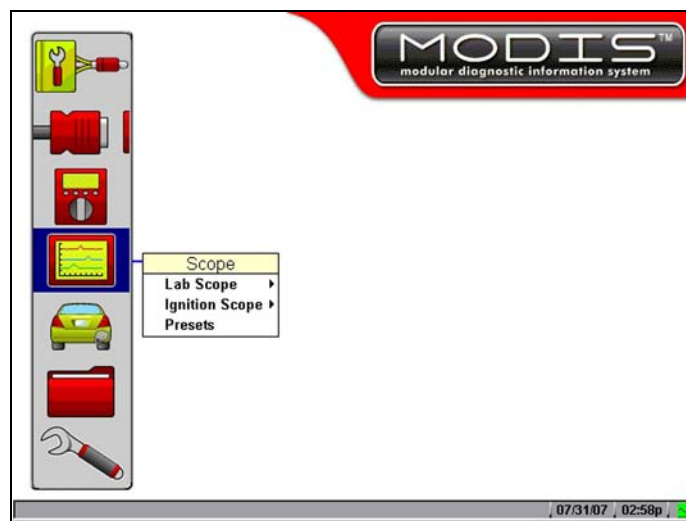 MODIS™
modular diagnostic information system
Scope
Lab Scope
Ignition Scope
Presets
07/31/07 02:58p